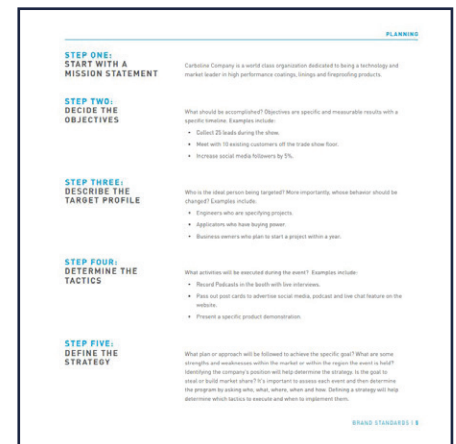 PLANNING
STEP ONE:
START WITH A
MISSION STATEMENT
Carboline Company is a world class organization dedicated to being a technology and
market leader in high performance coatings, linings and fireproofing products.
STEP TWO:
DECIDE THE
OBJECTIVES
What should be accomplished? Objectives are specific and measurable results with a
specific timeline. Examples include:
• Collect 25 leads during the show.
• Meet with 10 existing customers off the trade show floor.
• Increase social media followers by 5%.
STEP THREE:
DESCRIBE THE
TARGET PROFILE
Who is the ideal person being targeted? More importantly, whose behavior should be
changed? Examples include:
• Engineers who are specifying projects.
• Applicators who have buying power.
• Business owners who plan to start a project within a year.
STEP FOUR:
DETERMINE THE
TACTICS
What activities will be executed during the event? Examples include:
• Record Podcasts in the booth with live interviews.
• Pass out post cards to advertise social media, podcast and live chat feature on the
website.
• Present a specific product demonstration.
STEP FIVE:
DEFINE THE
STRATEGY
What plan or approach will be followed to achieve the specific goal? What are some
strengths and weaknesses within the market or within the region the event is held?
Identifying the company's position will help determine the strategy. Is the goal to
steal or build market share? It's important to assess each event and then determine
the program by asking who, what, where, when and how. Defining a strategy will help
determine which tactics to execute and when to implement them.
BRAND STANDARDS |